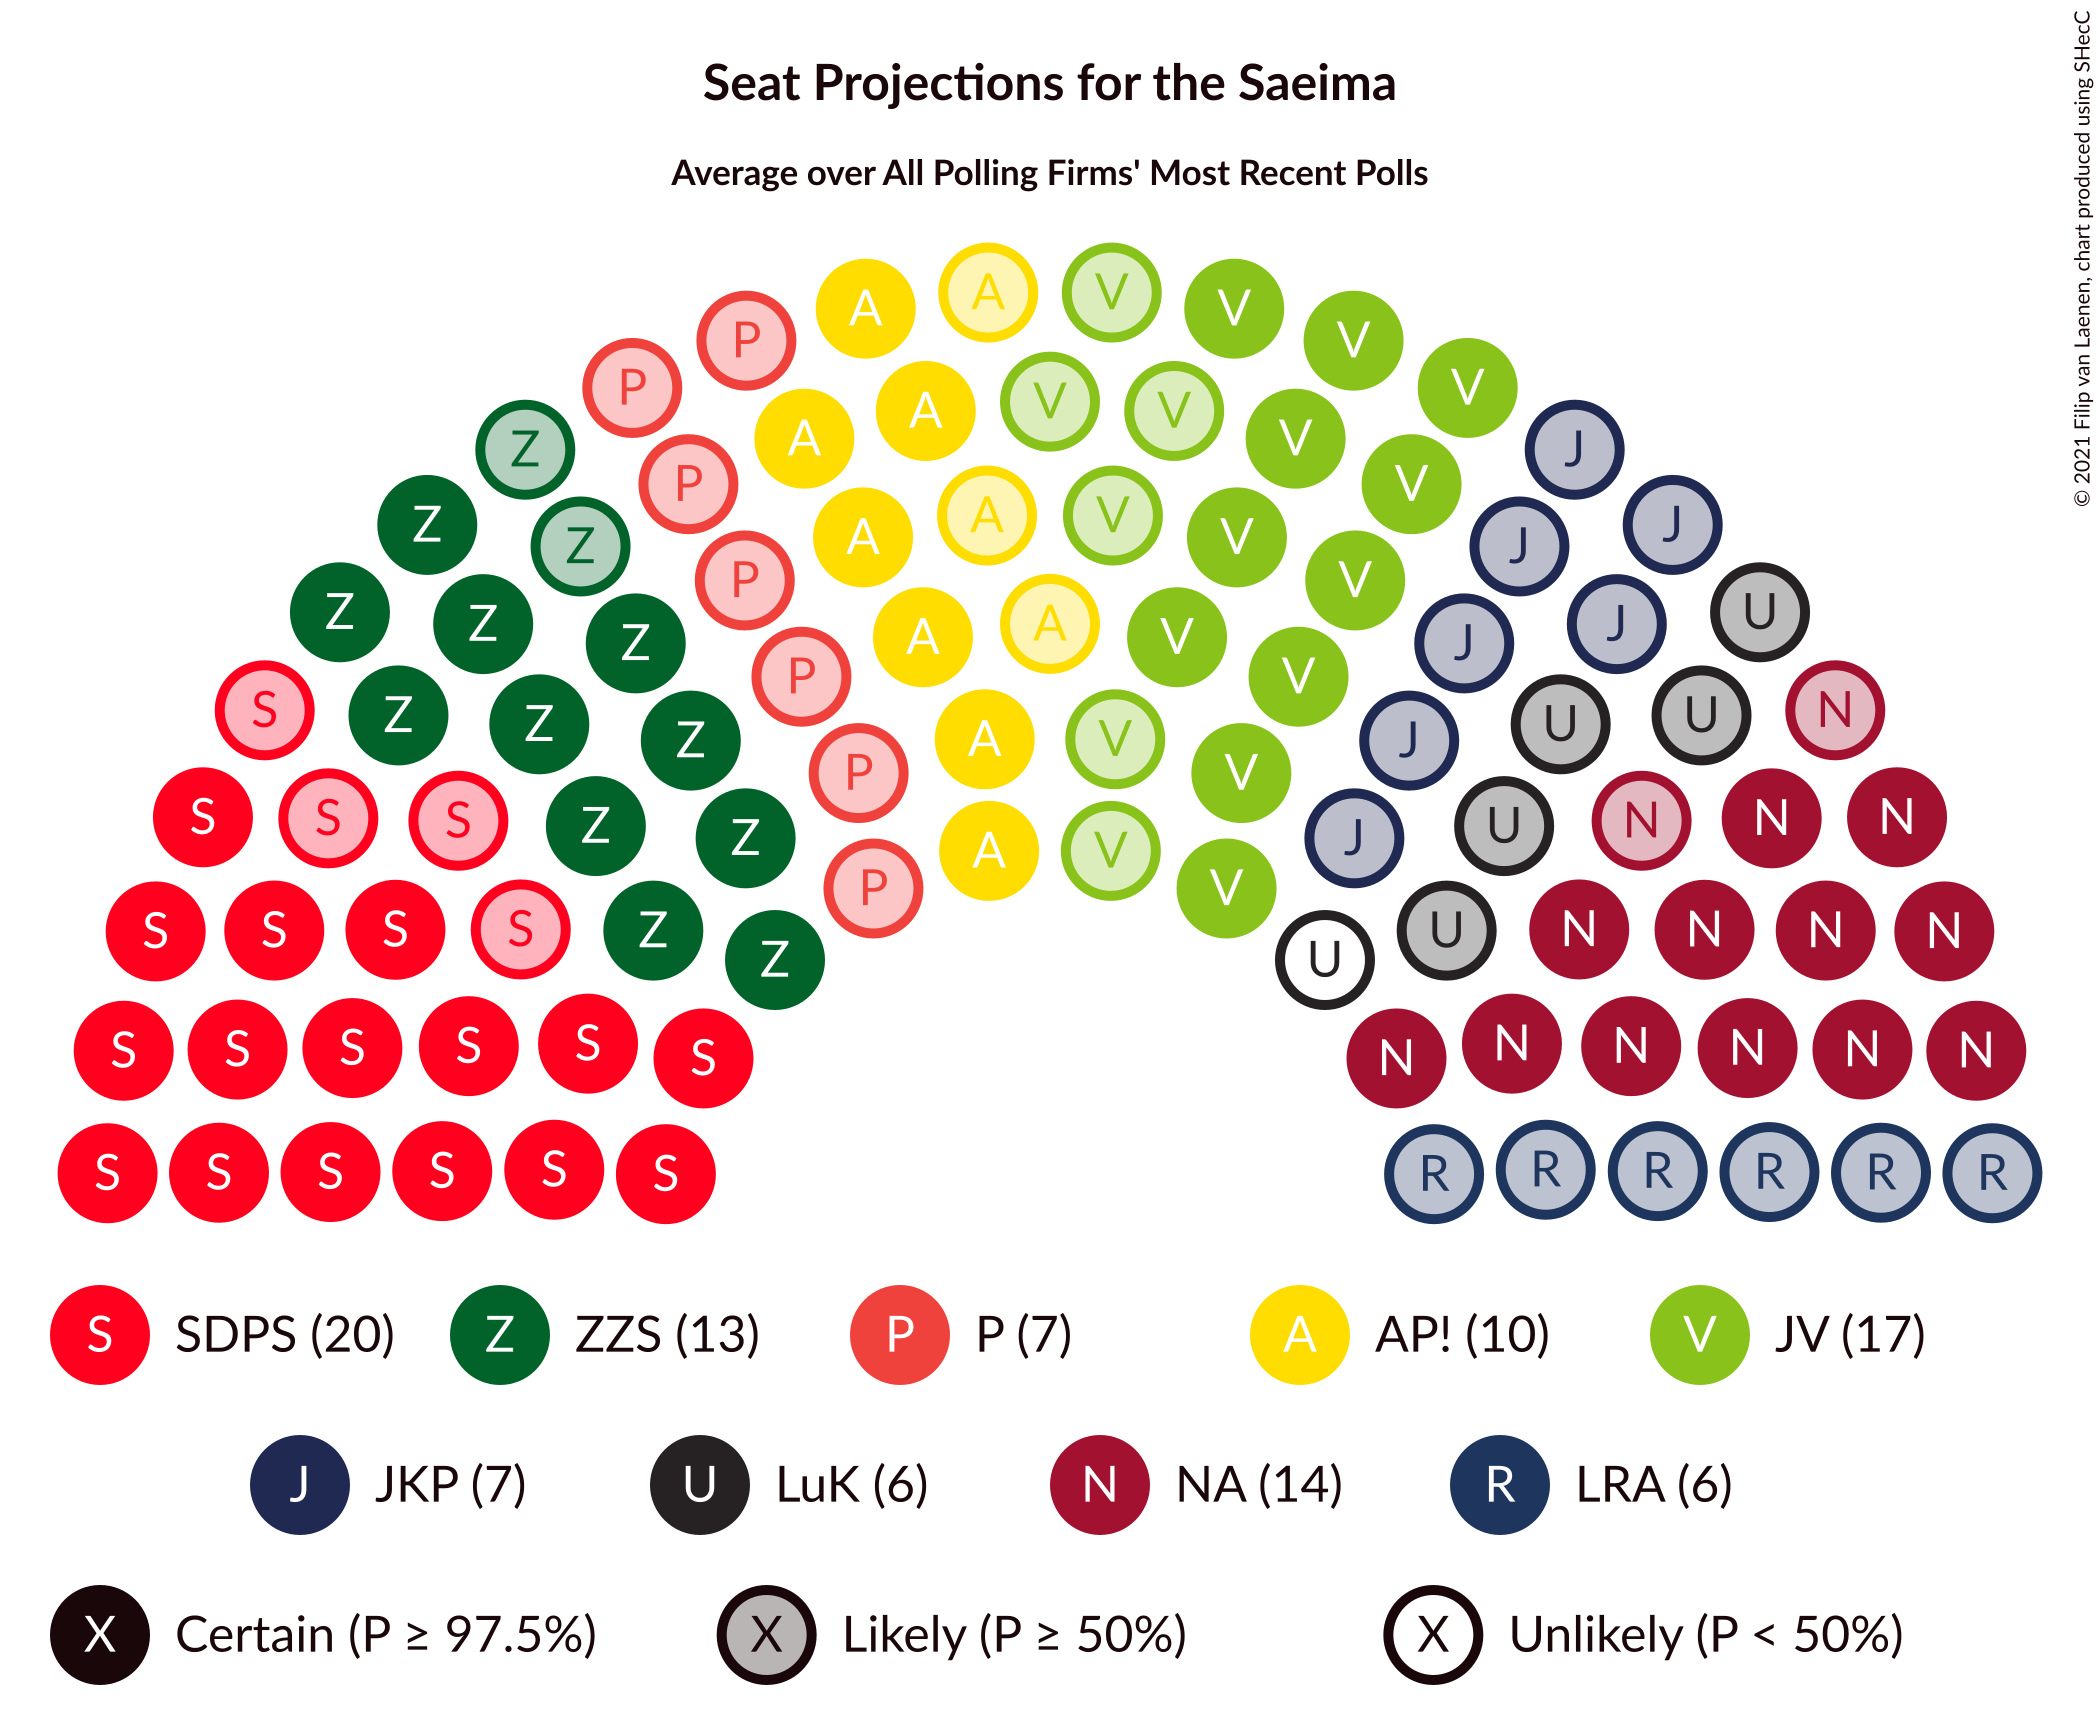 Seat Projections for the Saeima
Average over All Polling Firms' Most Recent Polls
© 2021 Filip van Laenen, chart produced using SHecC
A V
A V
P V
P V
Z J
A V
A V
P V
Z J
Z U
A V
A V
P V
Z J
S N
A V
P V
Z J
Z U
S N
A V
P V
Z J
Z U
S N
A V
P V
Z J
Z U
S N
S N
S S S N N N
S S S S Z Z U U N N N N
S S S S S S N N N N N N
S S S S S S R R R R R R
S SDPS (20) Z ZZS (13) P P (7) A AP! (10) V JV (17)
J JKP (7) U LuK (6) N NA (14) R LRA (6)
X Certain (P ≥ 97.5%) X Likely (P ≥ 50%) X Unlikely (P < 50%)